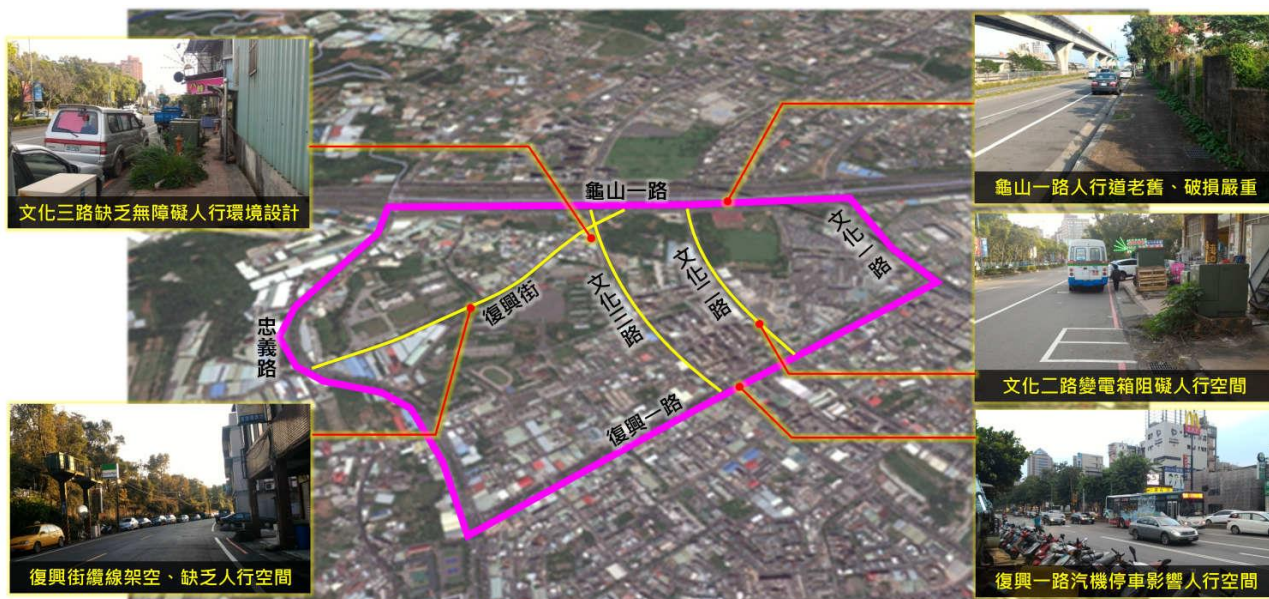 文化三路缺乏無障礙人行環境設計
龜山一路人行道老舊、破損嚴重
龜山一路
文化一路
文化二路
文化三路
復興街
忠義路
復興一路
文化二路變電箱阻礙人行空間
復興街纜線架空、缺乏人行空間
復興一路汽機停車影響人行空間